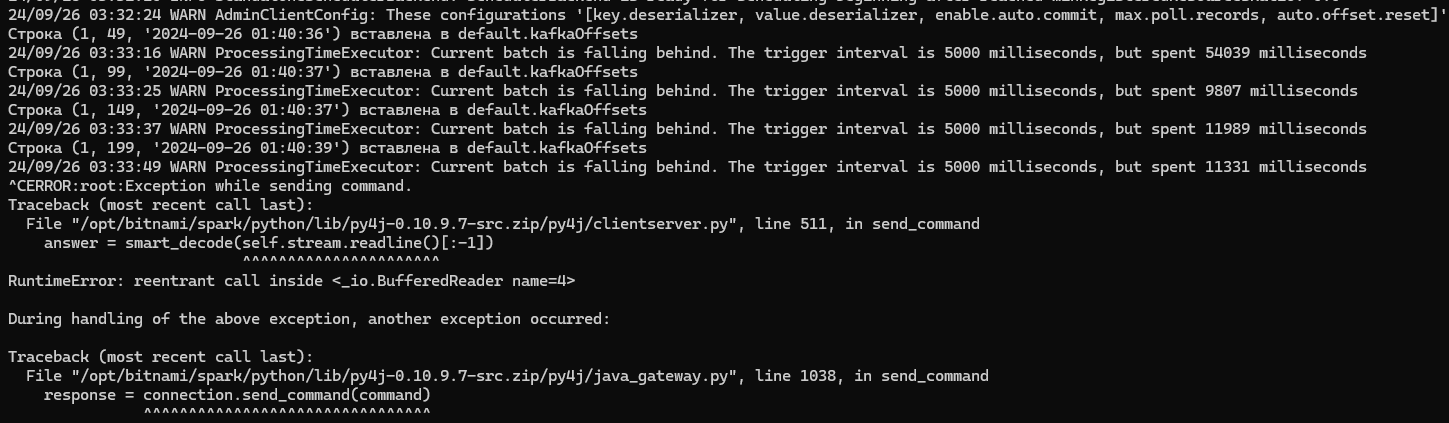 24/09/26 03:32:24 WARN AdminClientConfig: These configurations '[key.deserializer, value.deserializer, enable.auto.commit, max.poll.records, auto.offset.reset]'
Строка (1, 49, '2024-09-26 01:40:36') вставлена в default.kafkaOffsets
24/09/26 03:33:16 WARN ProcessingTimeExecutor: Current batch is falling behind. The trigger interval is 5000 milliseconds, but spent 54039 milliseconds
Строка (1, 99, '2024-09-26 01:40:37') вставлена в default.kafkaOffsets
24/09/26 03:33:25 WARN ProcessingTimeExecutor: Current batch is falling behind. The trigger interval is 5000 milliseconds, but spent 9807 milliseconds
Строка (1, 149, '2024-09-26 01:40:37') вставлена в default.kafkaOffsets
24/09/26 03:33:37 WARN ProcessingTimeExecutor: Current batch is falling behind. The trigger interval is 5000 milliseconds, but spent 11989 milliseconds
Строка (1, 199, '2024-09-26 01:40:39') вставлена в default.kafkaOffsets
24/09/26 03:33:49 WARN ProcessingTimeExecutor: Current batch is falling behind. The trigger interval is 5000 milliseconds, but spent 11331 milliseconds
^CERROR:root:Exception while sending command.
Traceback (most recent call last):
  File "/opt/bitnami/spark/python/lib/py4j-0.10.9.7-src.zip/py4j/clientserver.py", line 511, in send_command
    answer = smart_decode(self.stream.readline()[:-1])
                          ^^^^^^^^^^^^^^^^^^^^^^
RuntimeError: reentrant call inside <_io.BufferedReader name=4>

During handling of the above exception, another exception occurred:

Traceback (most recent call last):
  File "/opt/bitnami/spark/python/lib/py4j-0.10.9.7-src.zip/py4j/java_gateway.py", line 1038, in send_command
    response = connection.send_command(command)
               ^^^^^^^^^^^^^^^^^^^^^^^^^^^^^^^^